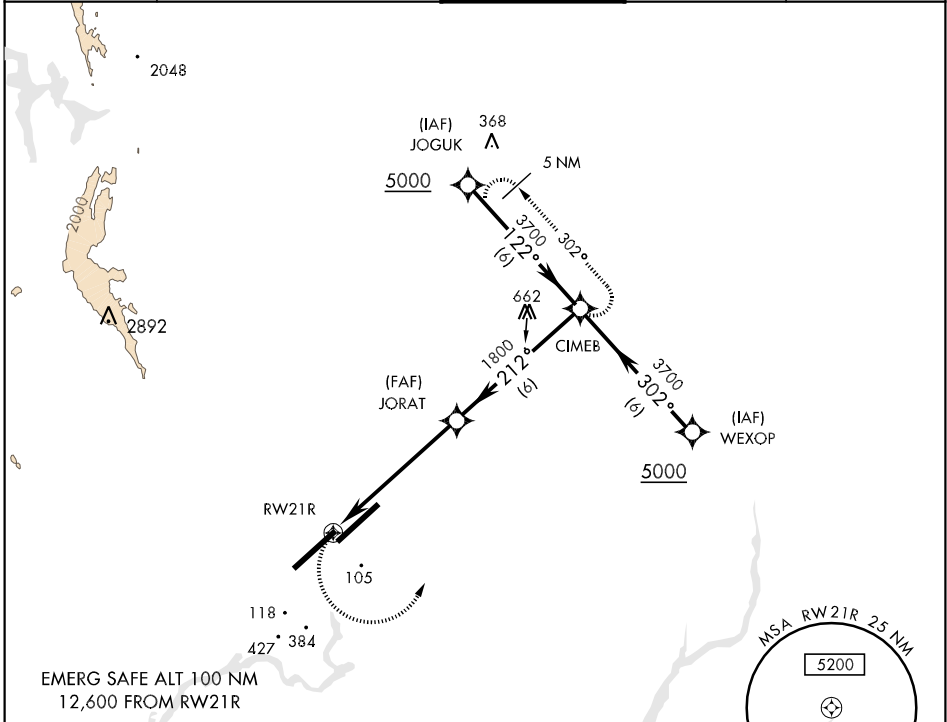 2048
(IAF)
JOGUK
368
5000
5 NM
2000
3700
122°
(6)
302°
2892
662
CIMEB
1800
212°
(6)
3700
302°
(6)
(FAF)
JORAT
(IAF)
WEXOP
5000
RW21R
105
118
384
427
MSA RW21R 25 NM
5200
EMERG SAFE ALT 100 NM
12,600 FROM RW21R